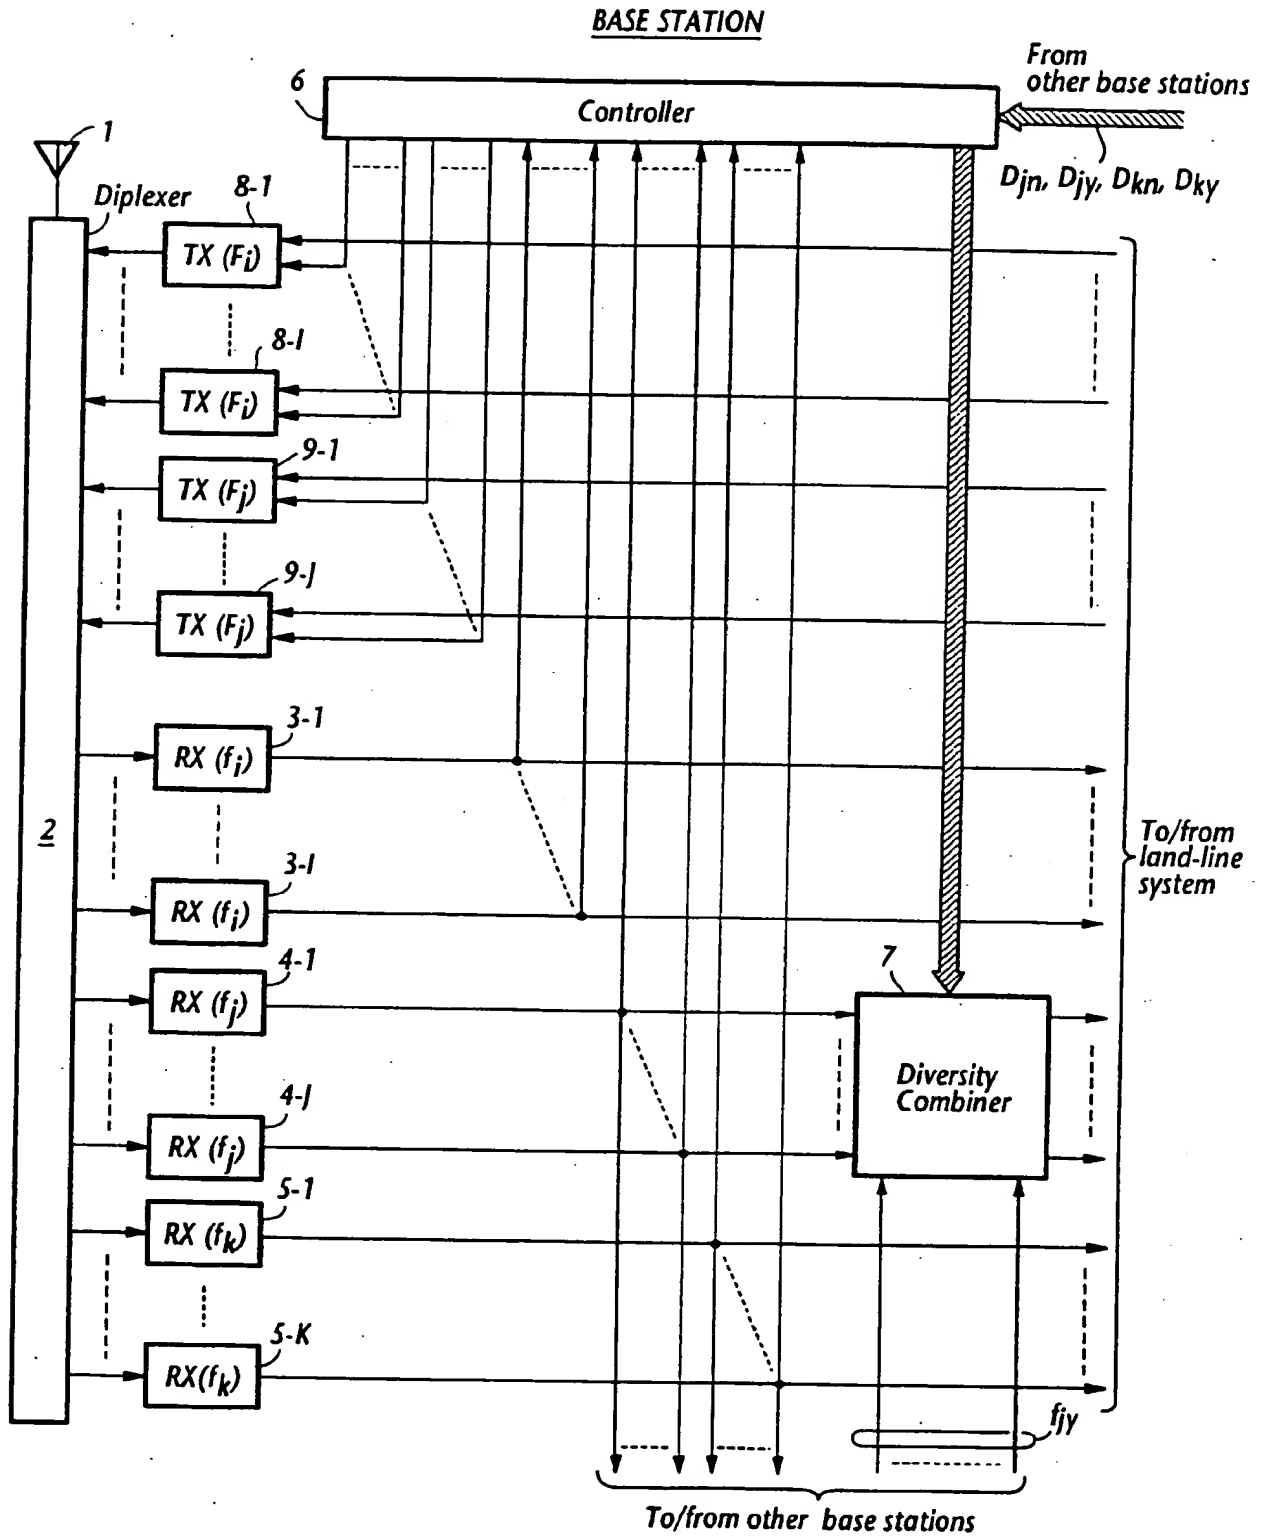 BASE STATION
From
other base stations
6
Controller
1
Djn, Djy, Dkn, Dky
Diplexer
8-1
TX (Fi)
8-I
TX (Fi)
9-1
TX (Fj)
9-J
TX (Fj)
3-1
RX (fi)
2
To/from
land-line
system
3-I
RX (fi)
4-1
7
RX (fj)
Diversity
Combiner
4-J
RX (fj)
5-1
RX (fk)
5-K
RX(fk)
fjy
To/from other base stations